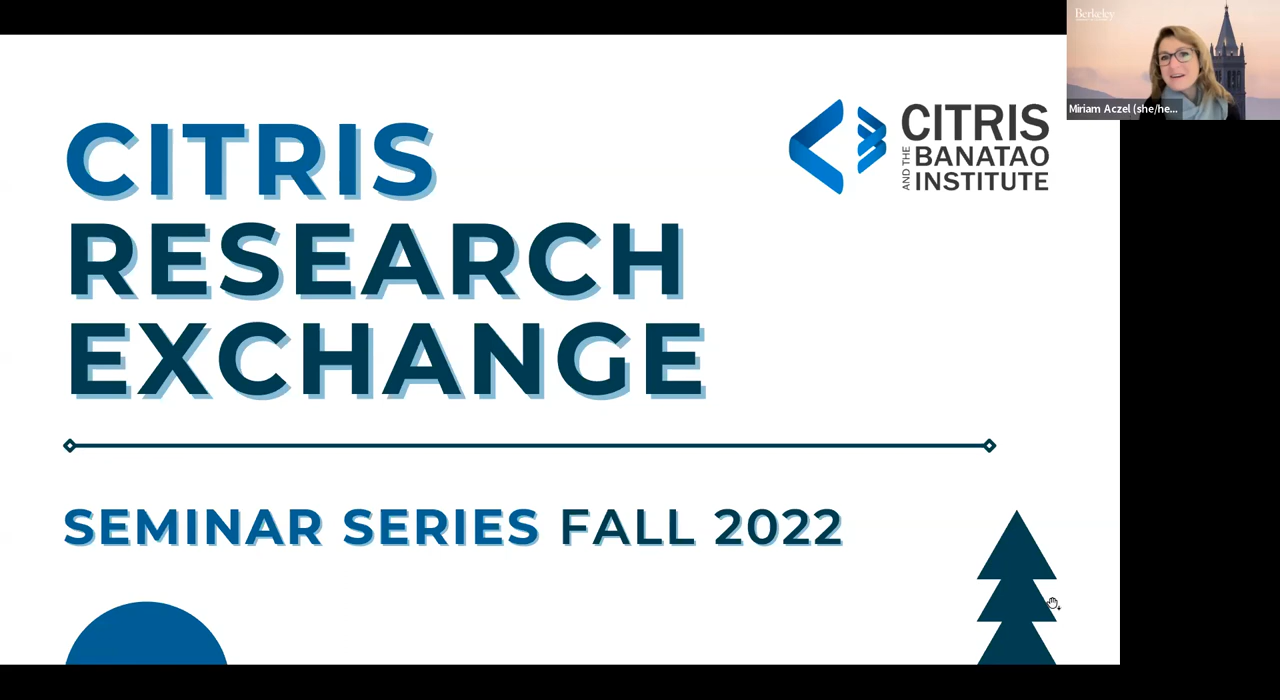 CITRIS
RESEARCH
EXCHANGE
SEMINAR SERIES FALL 2022
CITRIS
AND THE
BANATAO
INSTITUTE
Berkeley
Miriam Aczel (she/he...